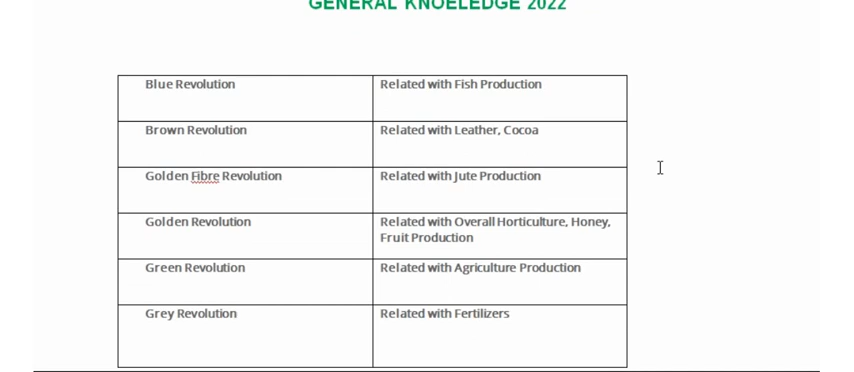 GENERAL KNOELEDGE 2022
Blue Revolution
Related with Fish Production
Brown Revolution
Related with Leather, Cocoa
Golden Fibre Revolution
Related with Jute Production
Golden Revolution
Related with Overall Horticulture, Honey,
Fruit Production
Green Revolution
Related with Agriculture Production
Grey Revolution
Related with Fertilizers